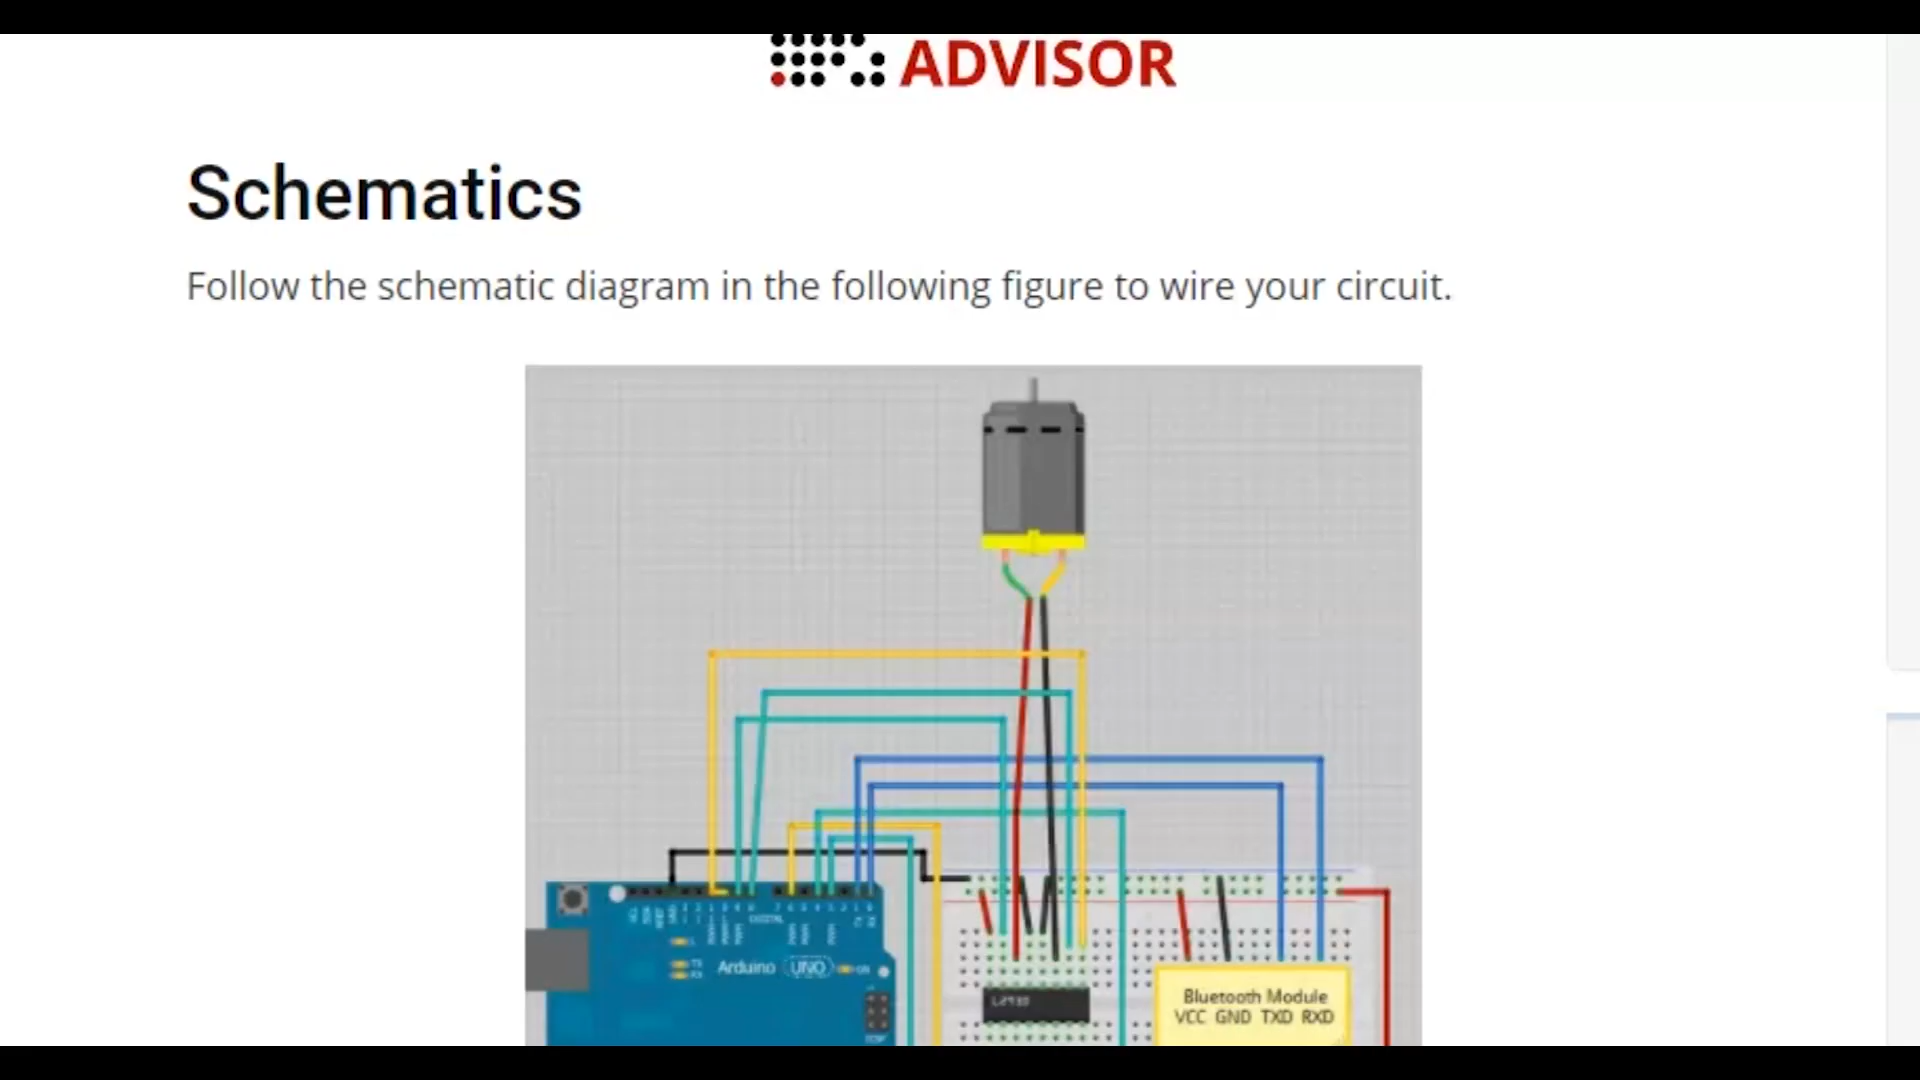 ADVISOR
Schematics
Follow the schematic diagram in the following figure to wire your circuit.
DIGITAL
Arduino UNO
Bluetooth Module
VCC GND TXD RXD